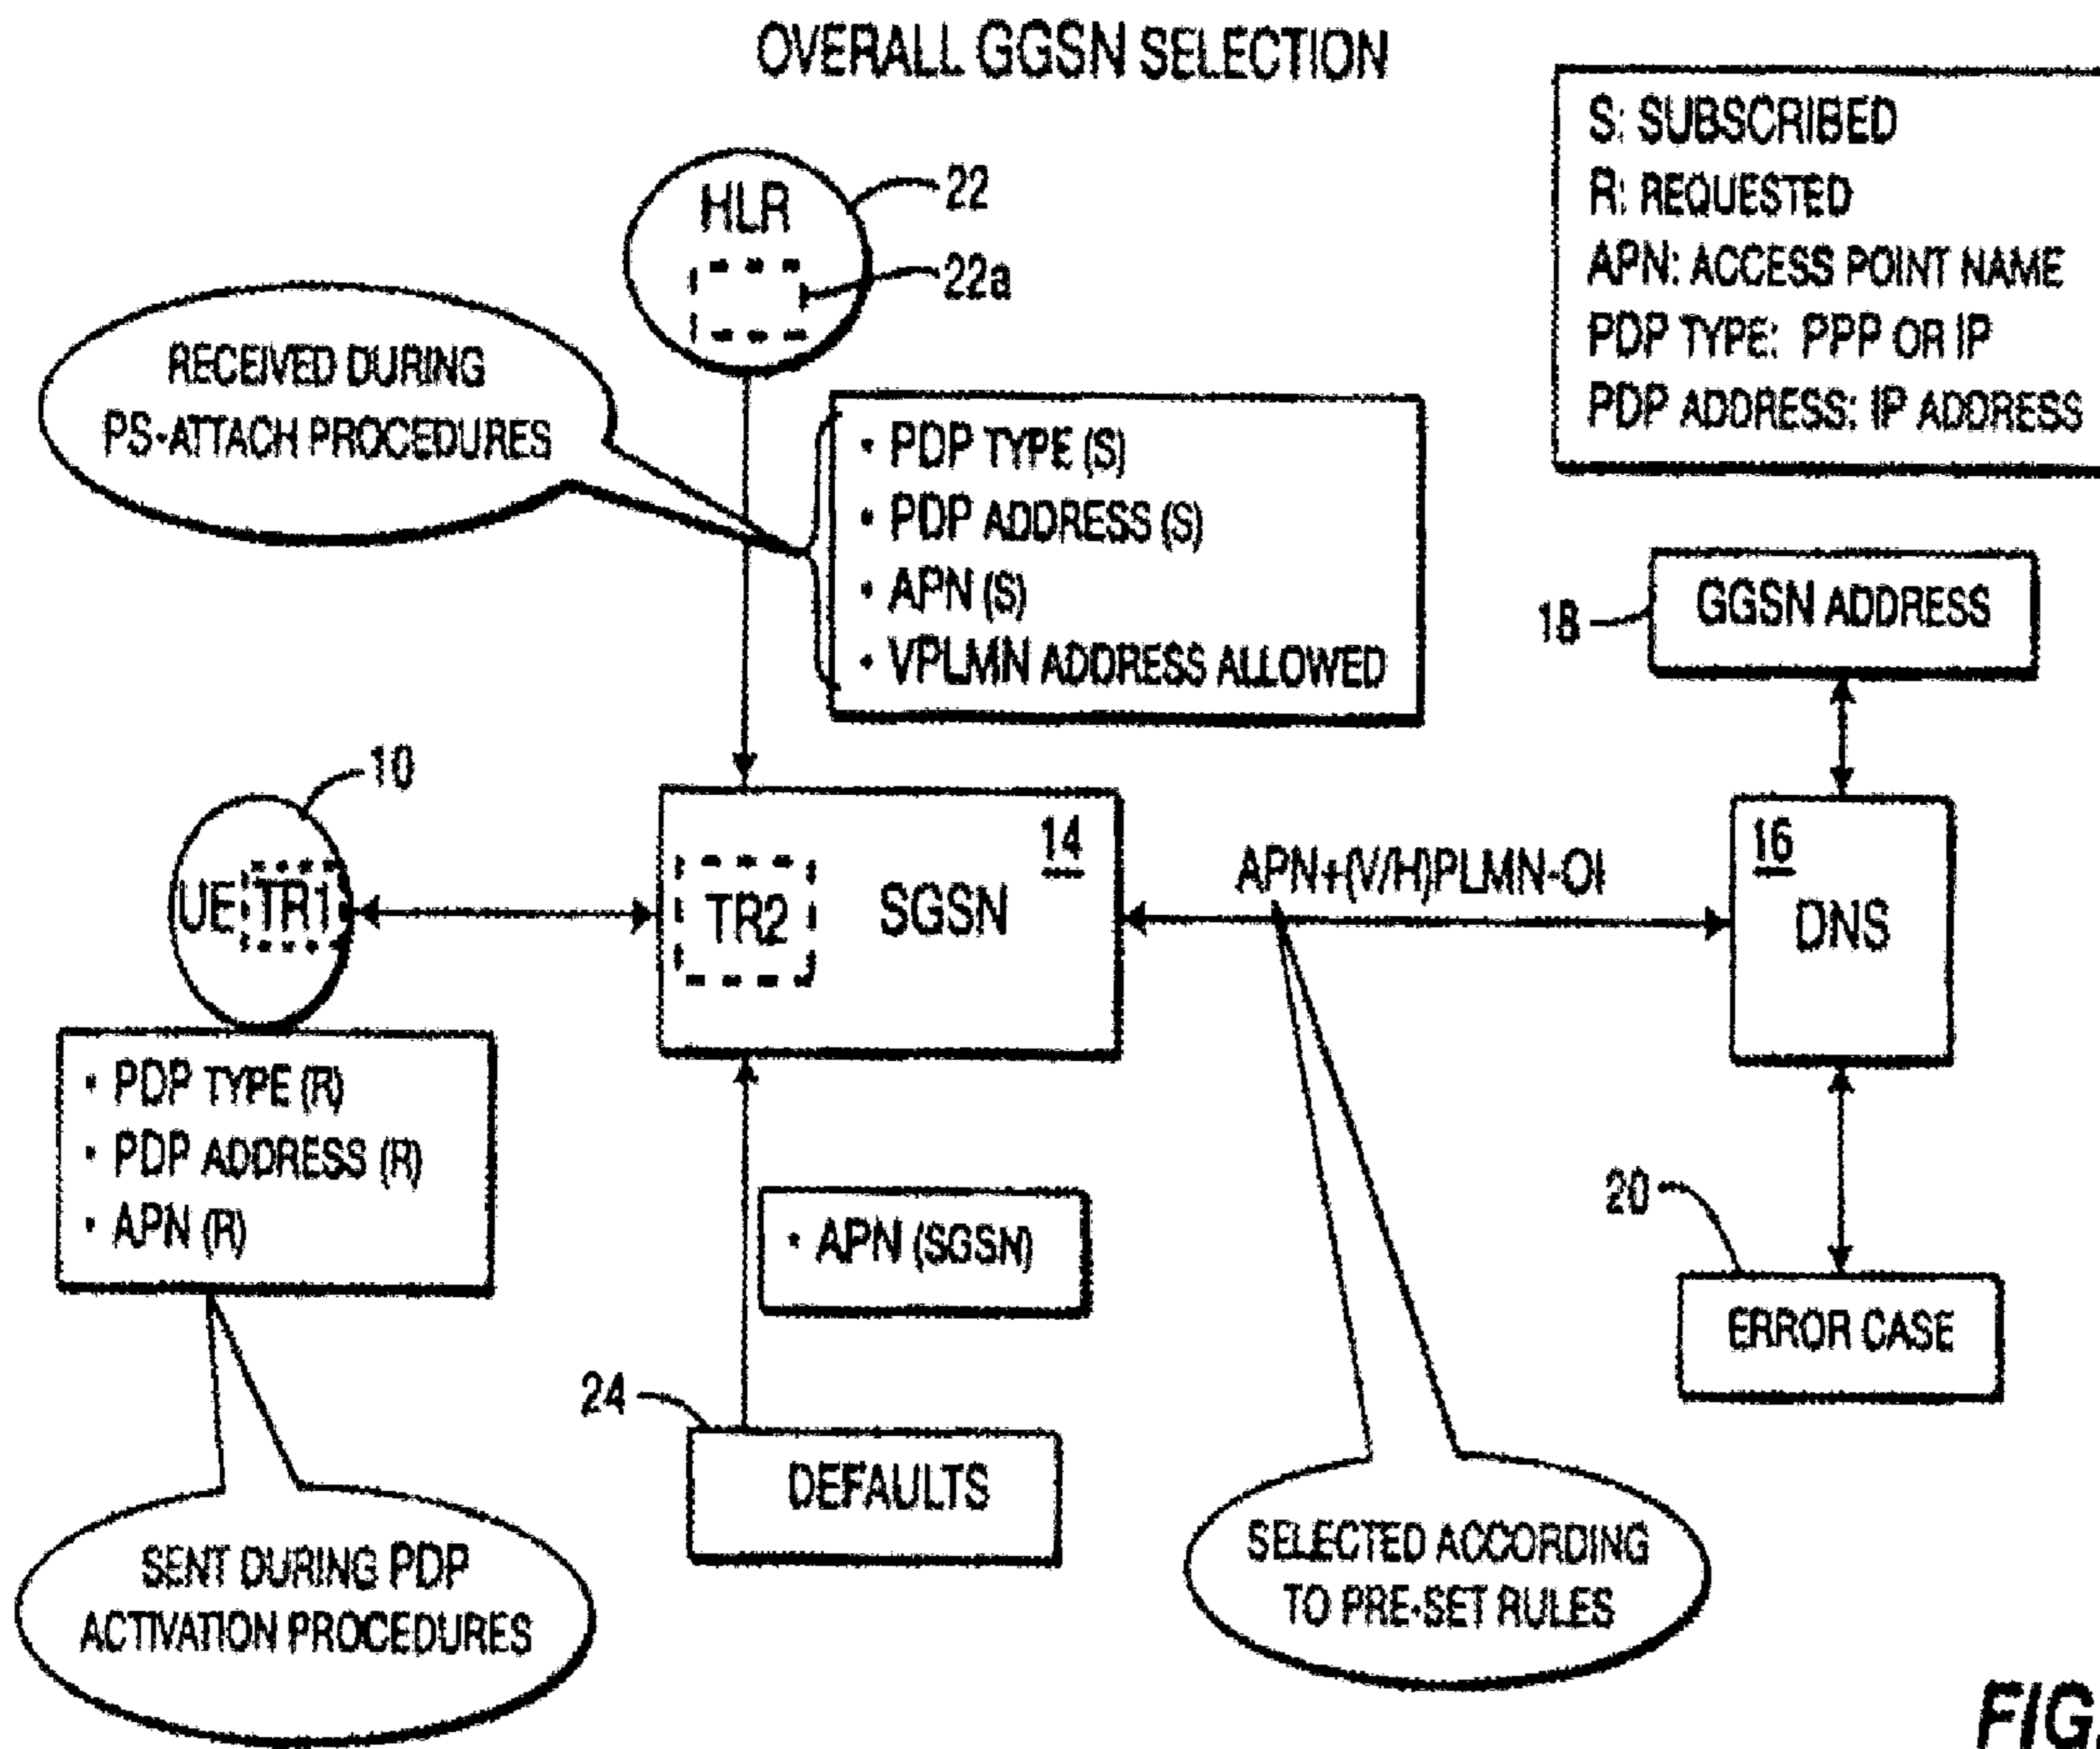 OVERALL GGSN SELECTION
S: SUBSCRIBED
R: REQUESTED
APN: ACCESS POINT NAME
PDP TYPE: PPP OR IP
PDP ADDRESS: IP ADDRESS
HLR
22
22a
RECEIVED DURING
PS-ATTACH PROCEDURES
• PDP TYPE (S)
• PDP ADDRESS (S)
• APN (S)
• VPLMN ADDRESS ALLOWED
18
GGSN ADDRESS
10
UE TR1
TR2
SGSN
14
APN+(V/H)PLMN-OI
16
DNS
• PDP TYPE (R)
• PDP ADDRESS (R)
• APN (R)
• APN (SGSN)
20
ERROR CASE
24
DEFAULTS
SENT DURING PDP
ACTIVATION PROCEDURES
SELECTED ACCORDING
TO PRE-SET RULES
FIG.